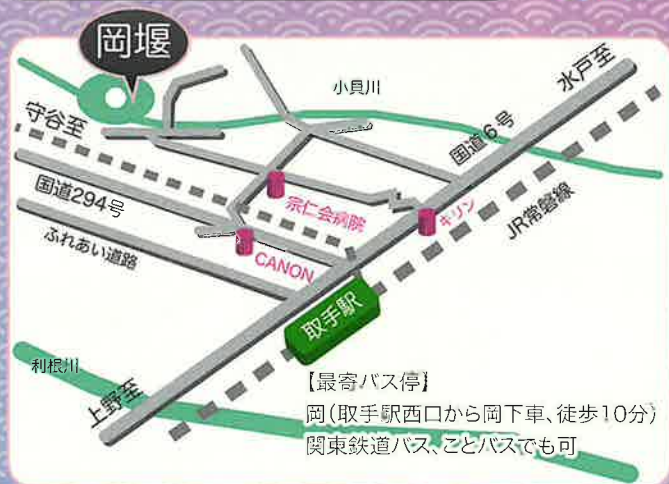 岡堰
小貝川
水戸至
守谷至
国道6号
国道294号
宗仁会病院
キリン
JR常磐線
ふれあい道路
CANON
取手駅
利根川
上野至
【最寄バス停】
岡(取手駅西口から岡下車、徒歩10分)
関東鉄道バス、ことバスでも可